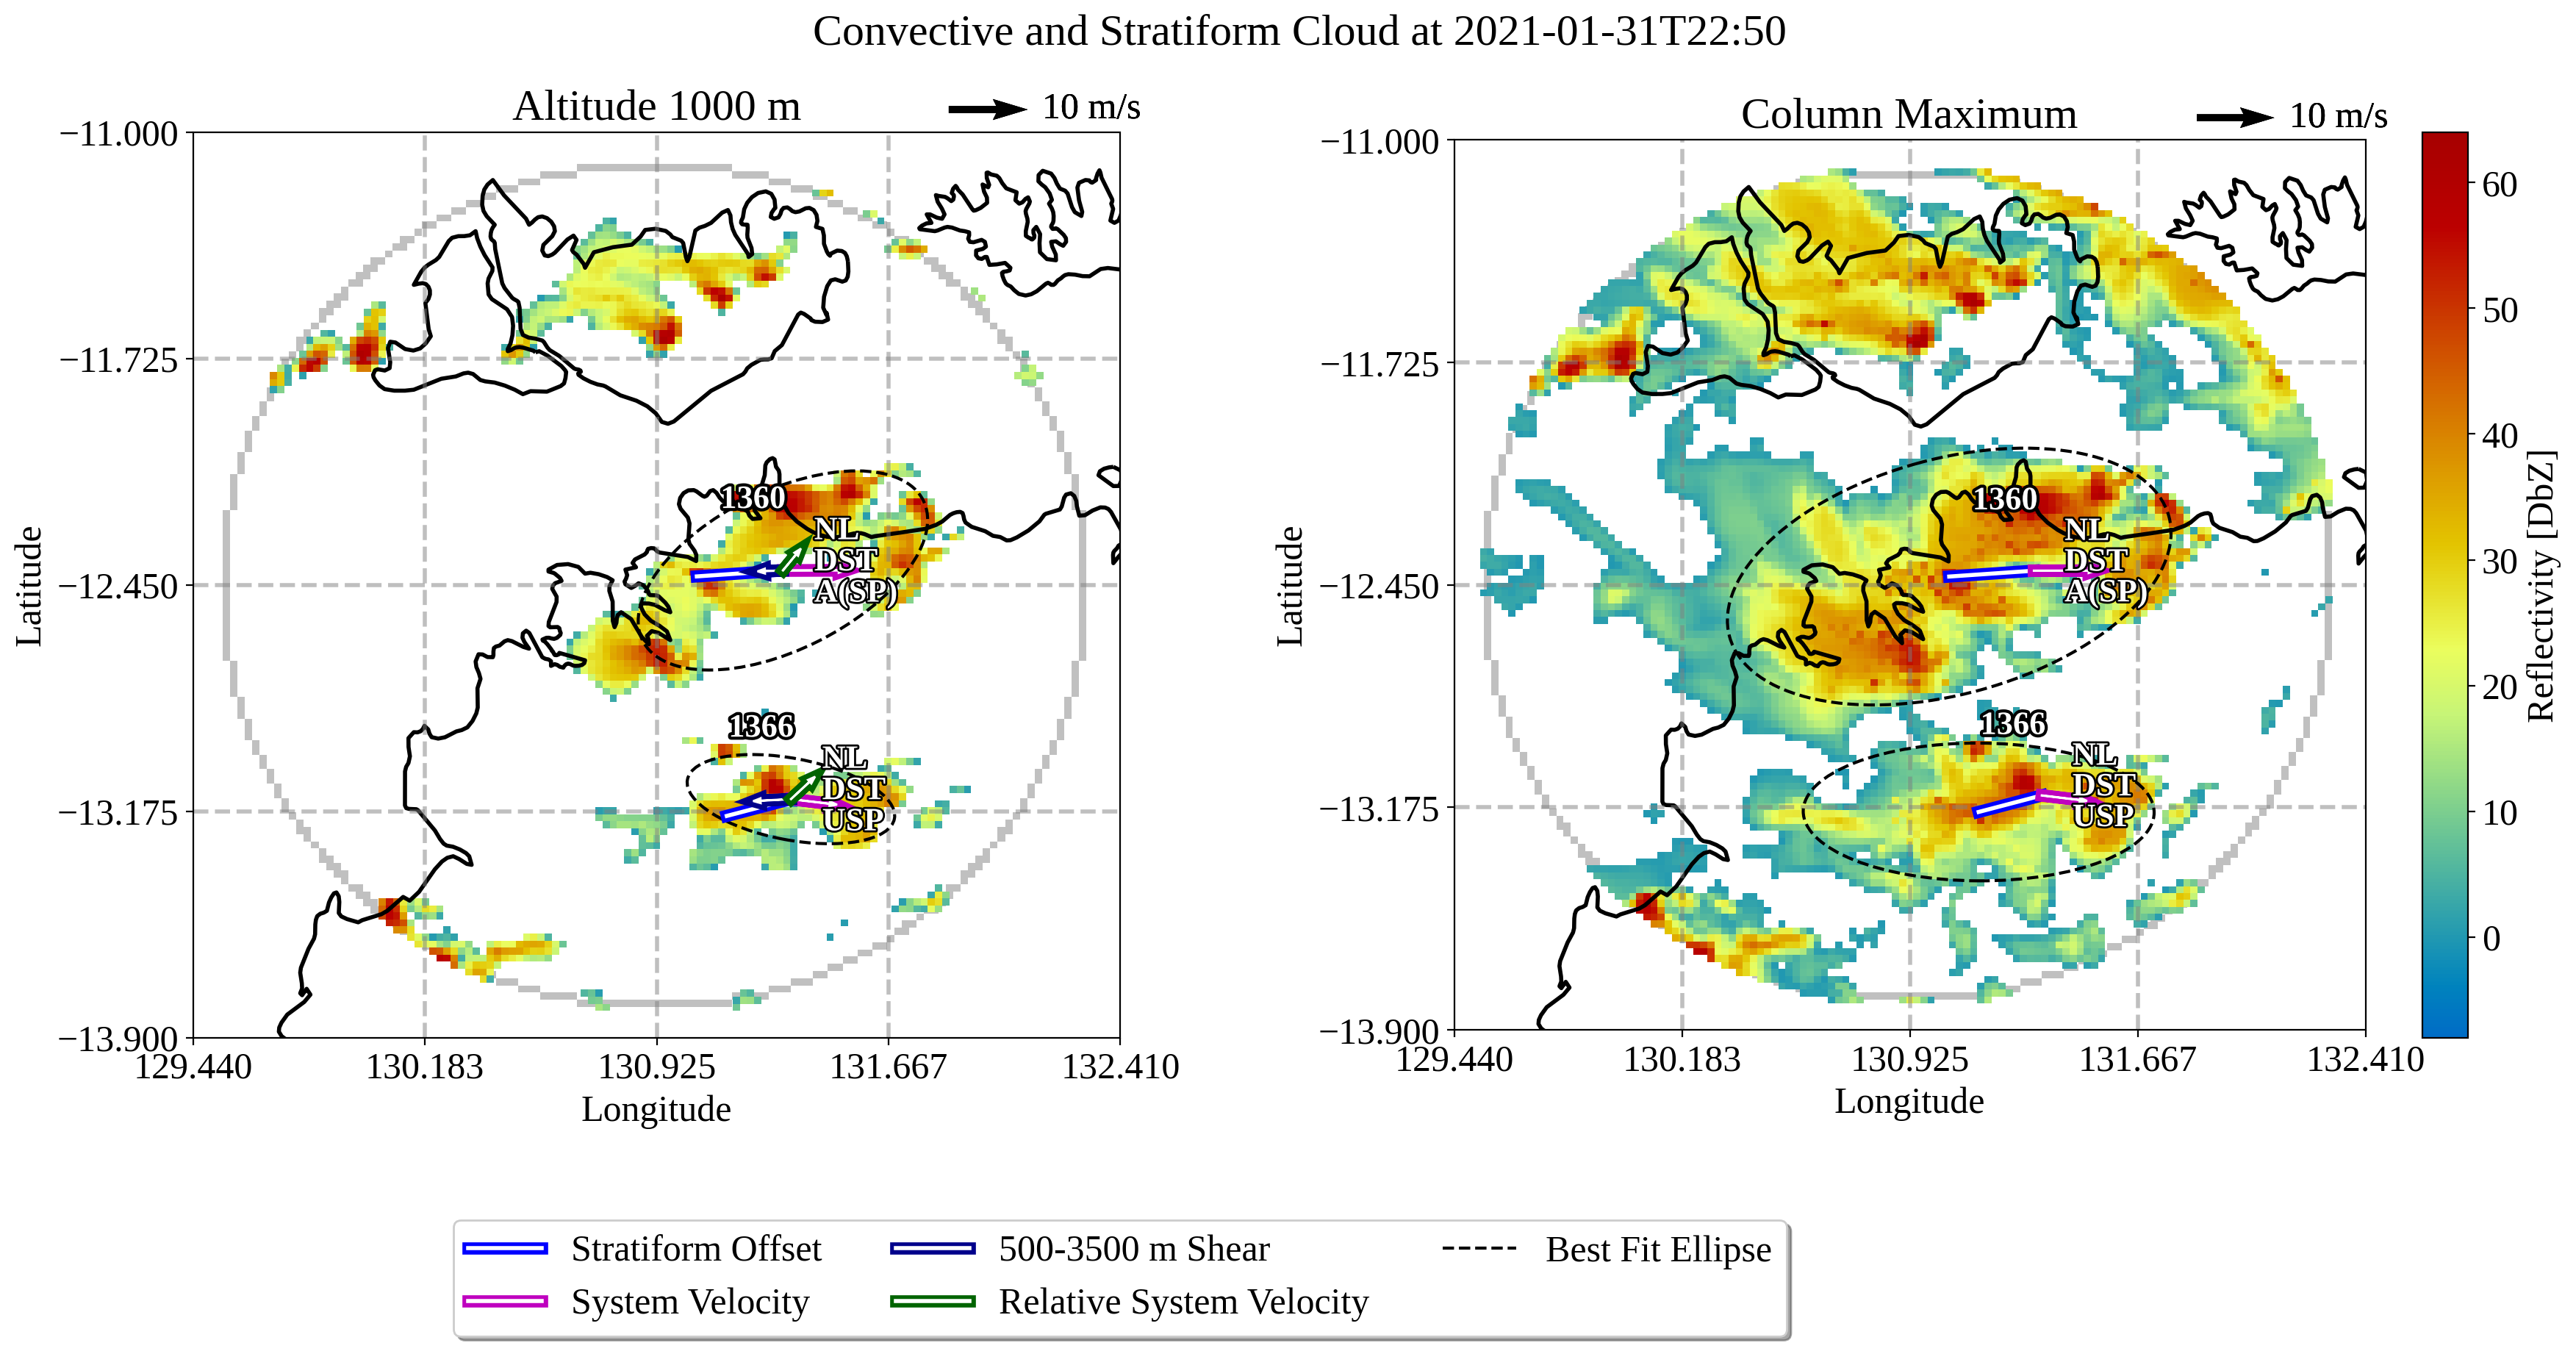 Convective and Stratiform Cloud at 2021-01-31T22:50
Altitude 1000 m
10 m/s
−11.000
−11.725
−12.450
−13.175
−13.900
129.440
130.183
130.925
131.667
132.410
Latitude
Longitude
1360
NL
DST
A(SP)
1366
NL
DST
USP
Column Maximum
10 m/s
−11.000
−11.725
−12.450
−13.175
−13.900
129.440
130.183
130.925
131.667
132.410
Latitude
Longitude
1360
NL
DST
A(SP)
1366
NL
DST
USP
60
50
40
30
20
10
0
Reflectivity [DbZ]
Stratiform Offset
System Velocity
500-3500 m Shear
Relative System Velocity
Best Fit Ellipse